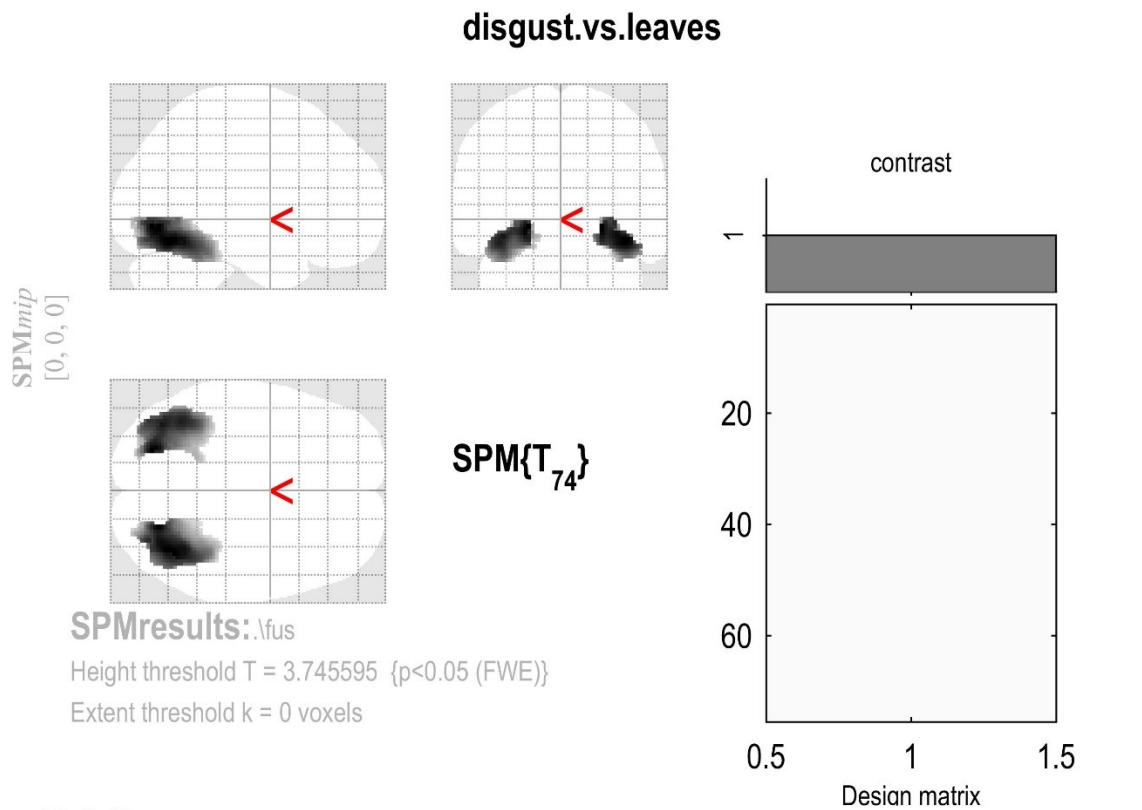 disgust.vs.leaves
SPMmip
[0, 0, 0]
<
<
<
SPM{T74}
SPMresults: .\fus
Height threshold T = 3.745595 {p<0.05 (FWE)}
Extent threshold k = 0 voxels
contrast
1
20
40
60
0.5 1 1.5
Design matrix